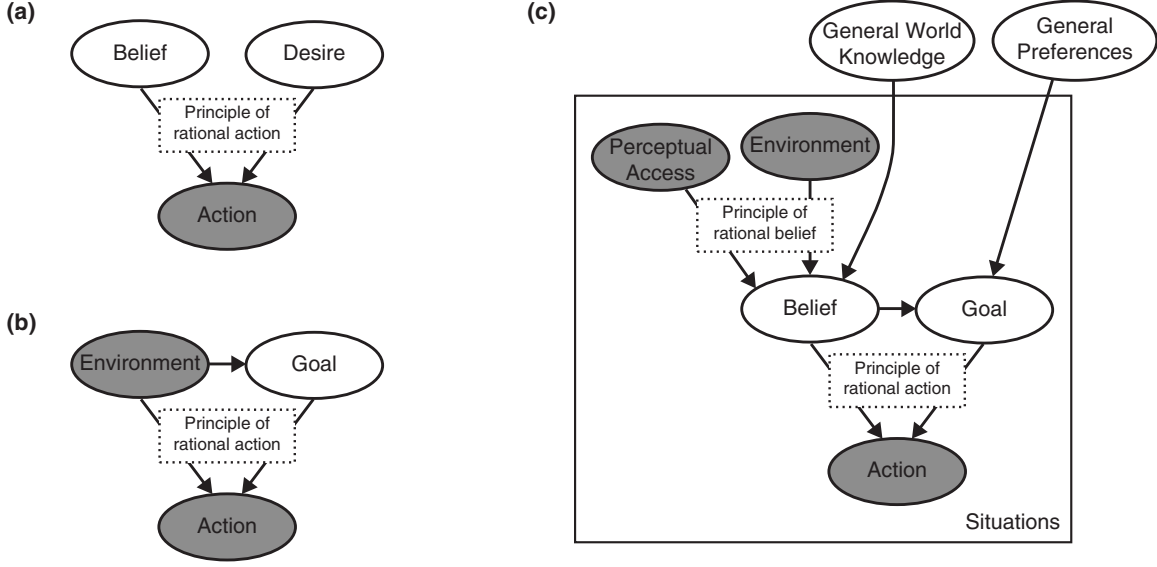 (a)
Belief
Desire
Principle of
rational action
Action
(b)
Environment
Goal
Principle of
rational action
Action
(c)
General World
Knowledge
General
Preferences
Perceptual
Access
Environment
Principle of
rational belief
Belief
Goal
Principle of
rational action
Action
Situations